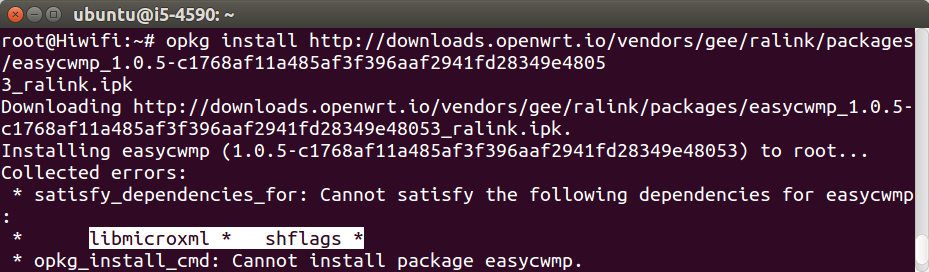 ubuntu@i5-4590: ~
root@Hiwifi:~# opkg install http://downloads.openwrt.io/vendors/gee/ralink/packages
/easycwmp_1.0.5-c1768af11a485af3f396aaf2941fd28349e4805
3_ralink.ipk
Downloading http://downloads.openwrt.io/vendors/gee/ralink/packages/easycwmp_1.0.5-
c1768af11a485af3f396aaf2941fd28349e48053_ralink.ipk.
Installing easycwmp (1.0.5-c1768af11a485af3f396aaf2941fd28349e48053) to root...
Collected errors:
 * satisfy_dependencies_for: Cannot satisfy the following dependencies for easycwmp
:
 *      libmicroxml *   shflags *
 * opkg_install_cmd: Cannot install package easycwmp.